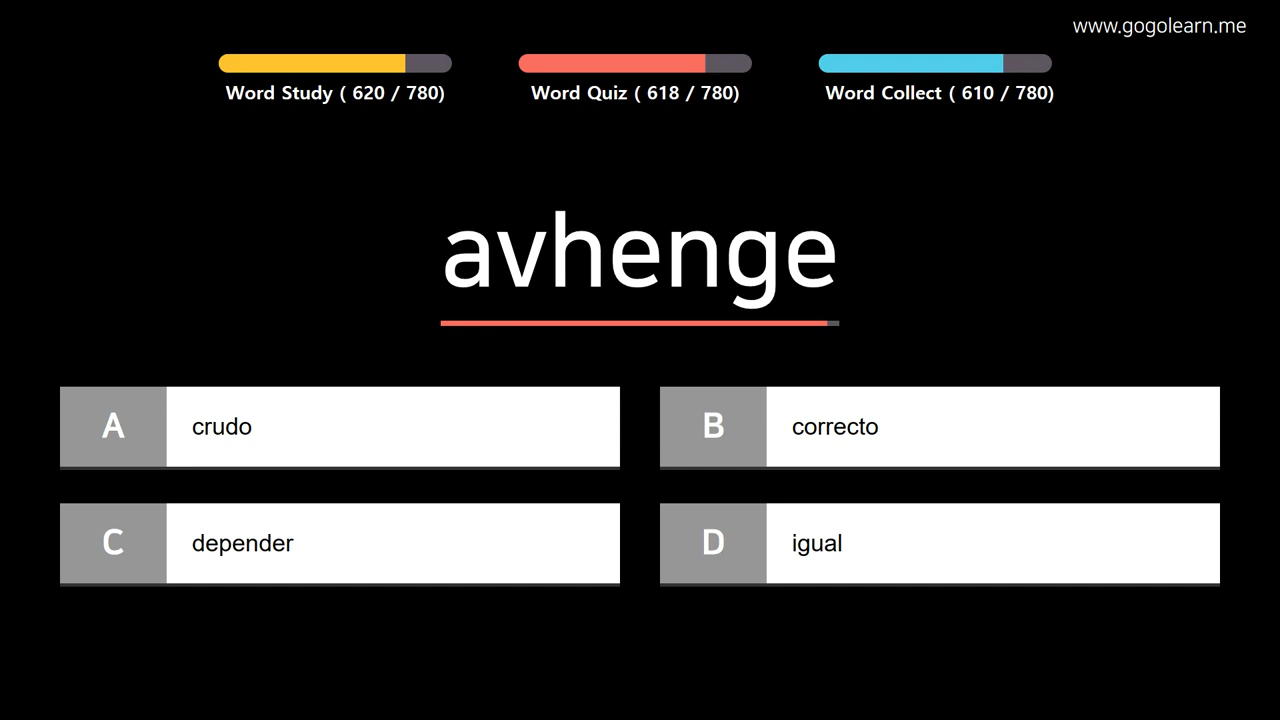 www.gogolearn.me
Word Study ( 620 / 780)
Word Quiz ( 618 / 780)
Word Collect ( 610 / 780)
avhenge
A crudo
B correcto
C depender
D igual